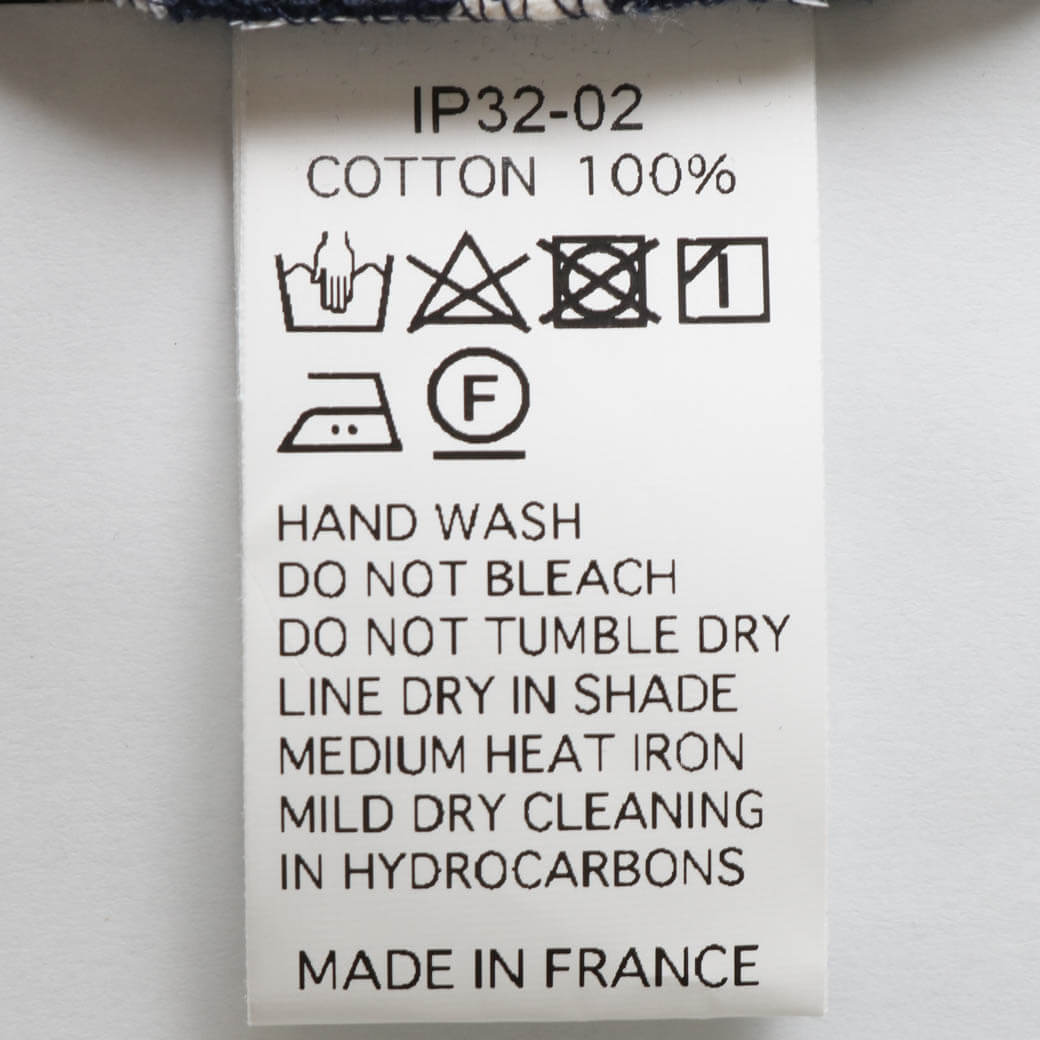 IP32-02
COTTON 100%
F
HAND WASH
DO NOT BLEACH
DO NOT TUMBLE DRY
LINE DRY IN SHADE
MEDIUM HEAT IRON
MILD DRY CLEANING
IN HYDROCARBONS
MADE IN FRANCE